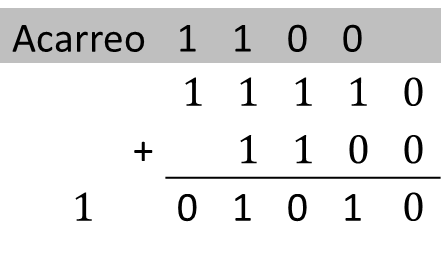 Acarreo 1 1 0 0
1 1 1 1 0
+ 1 1 0 0
1 0 1 0 1 0